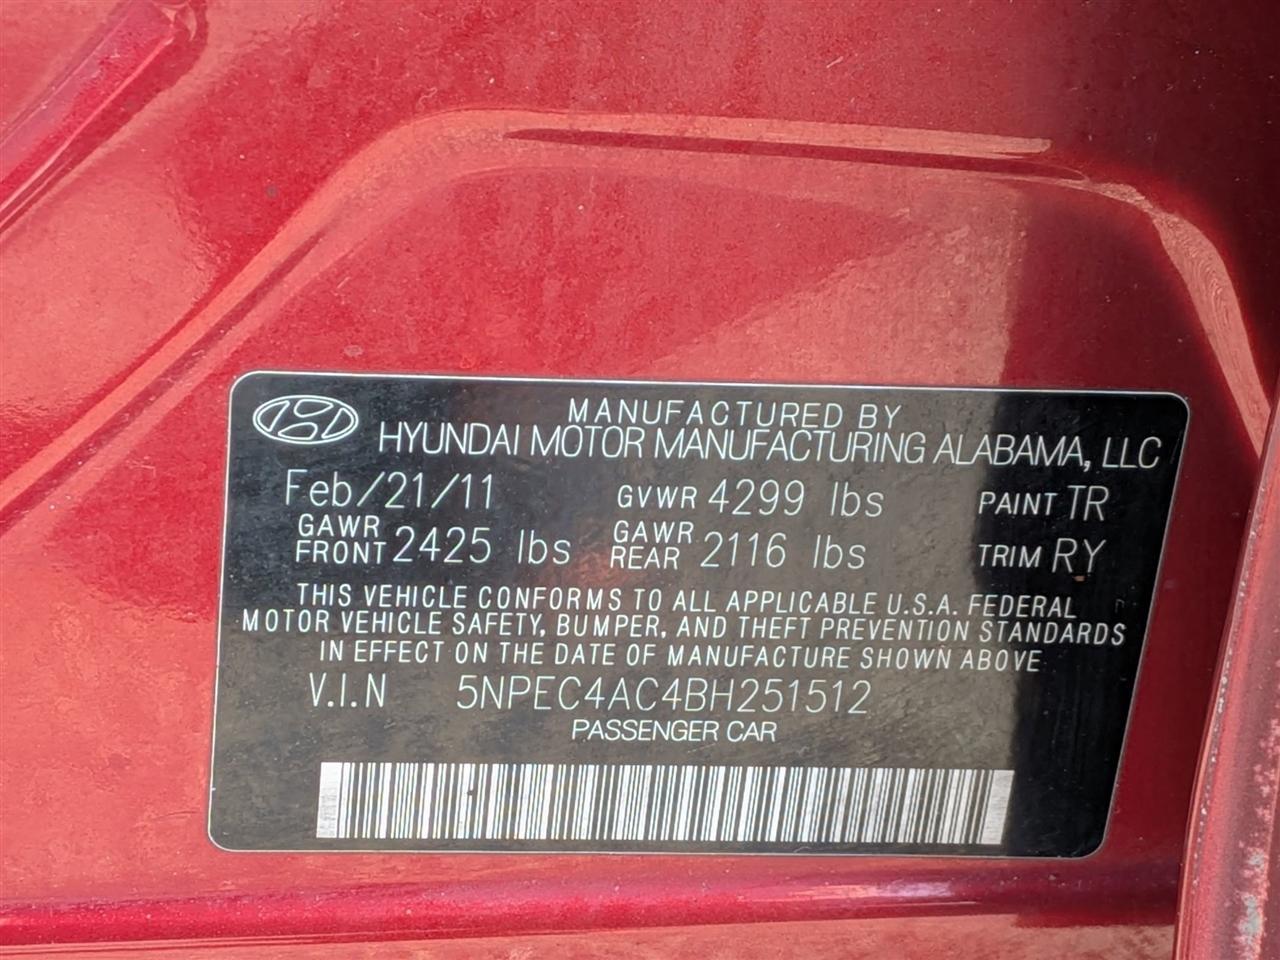 MANUFACTURED BY
HYUNDAI MOTOR MANUFACTURING ALABAMA, LLC
Feb/21/11 GVWR 4299 lbs PAINT TR
GAWR FRONT 2425 lbs GAWR REAR 2116 lbs TRIM RY
THIS VEHICLE CONFORMS TO ALL APPLICABLE U.S.A. FEDERAL
MOTOR VEHICLE SAFETY, BUMPER, AND THEFT PREVENTION STANDARDS
IN EFFECT ON THE DATE OF MANUFACTURE SHOWN ABOVE
V.I.N 5NPEC4AC4BH251512
PASSENGER CAR